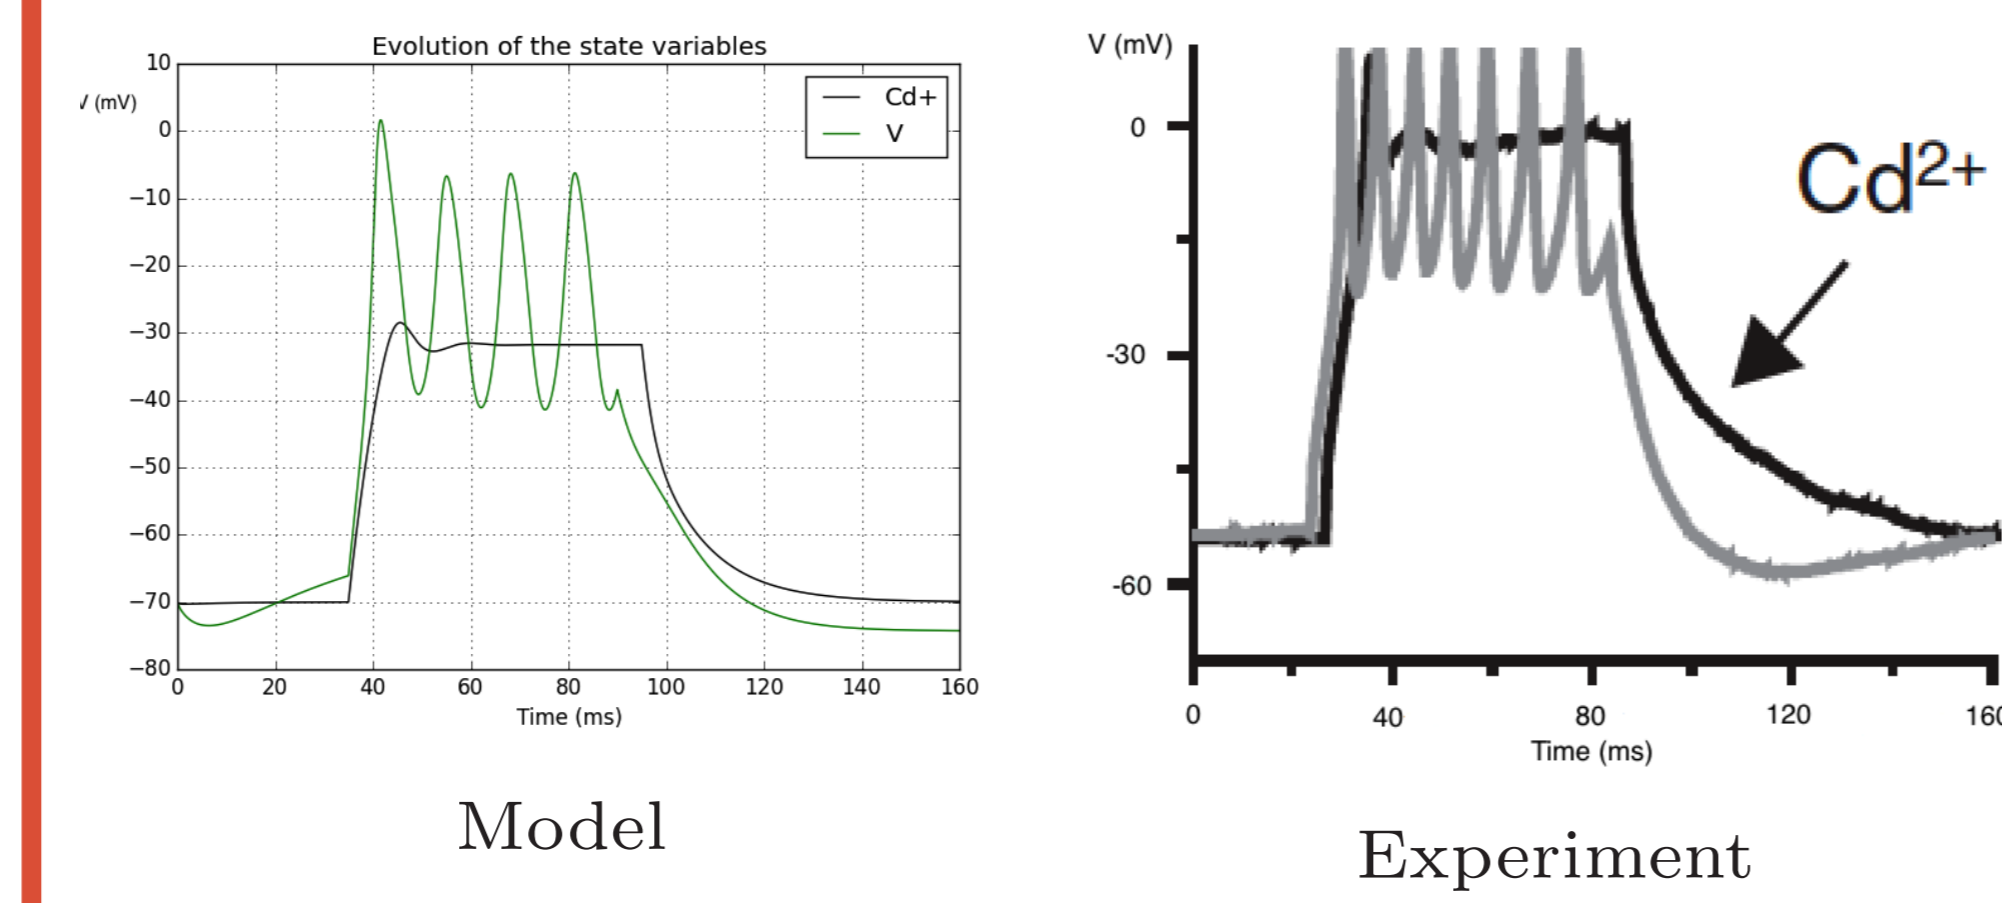 Evolution of the state variables
V (mV)
10
0
−10
−20
−30
−40
−50
−60
−70
−80
Cd+
V
0 20 40 60 80 100 120 140 160
Time (ms)
Model
V (mV)
0
-30
-60
Cd²⁺
0 40 80 120 160
Time (ms)
Experiment